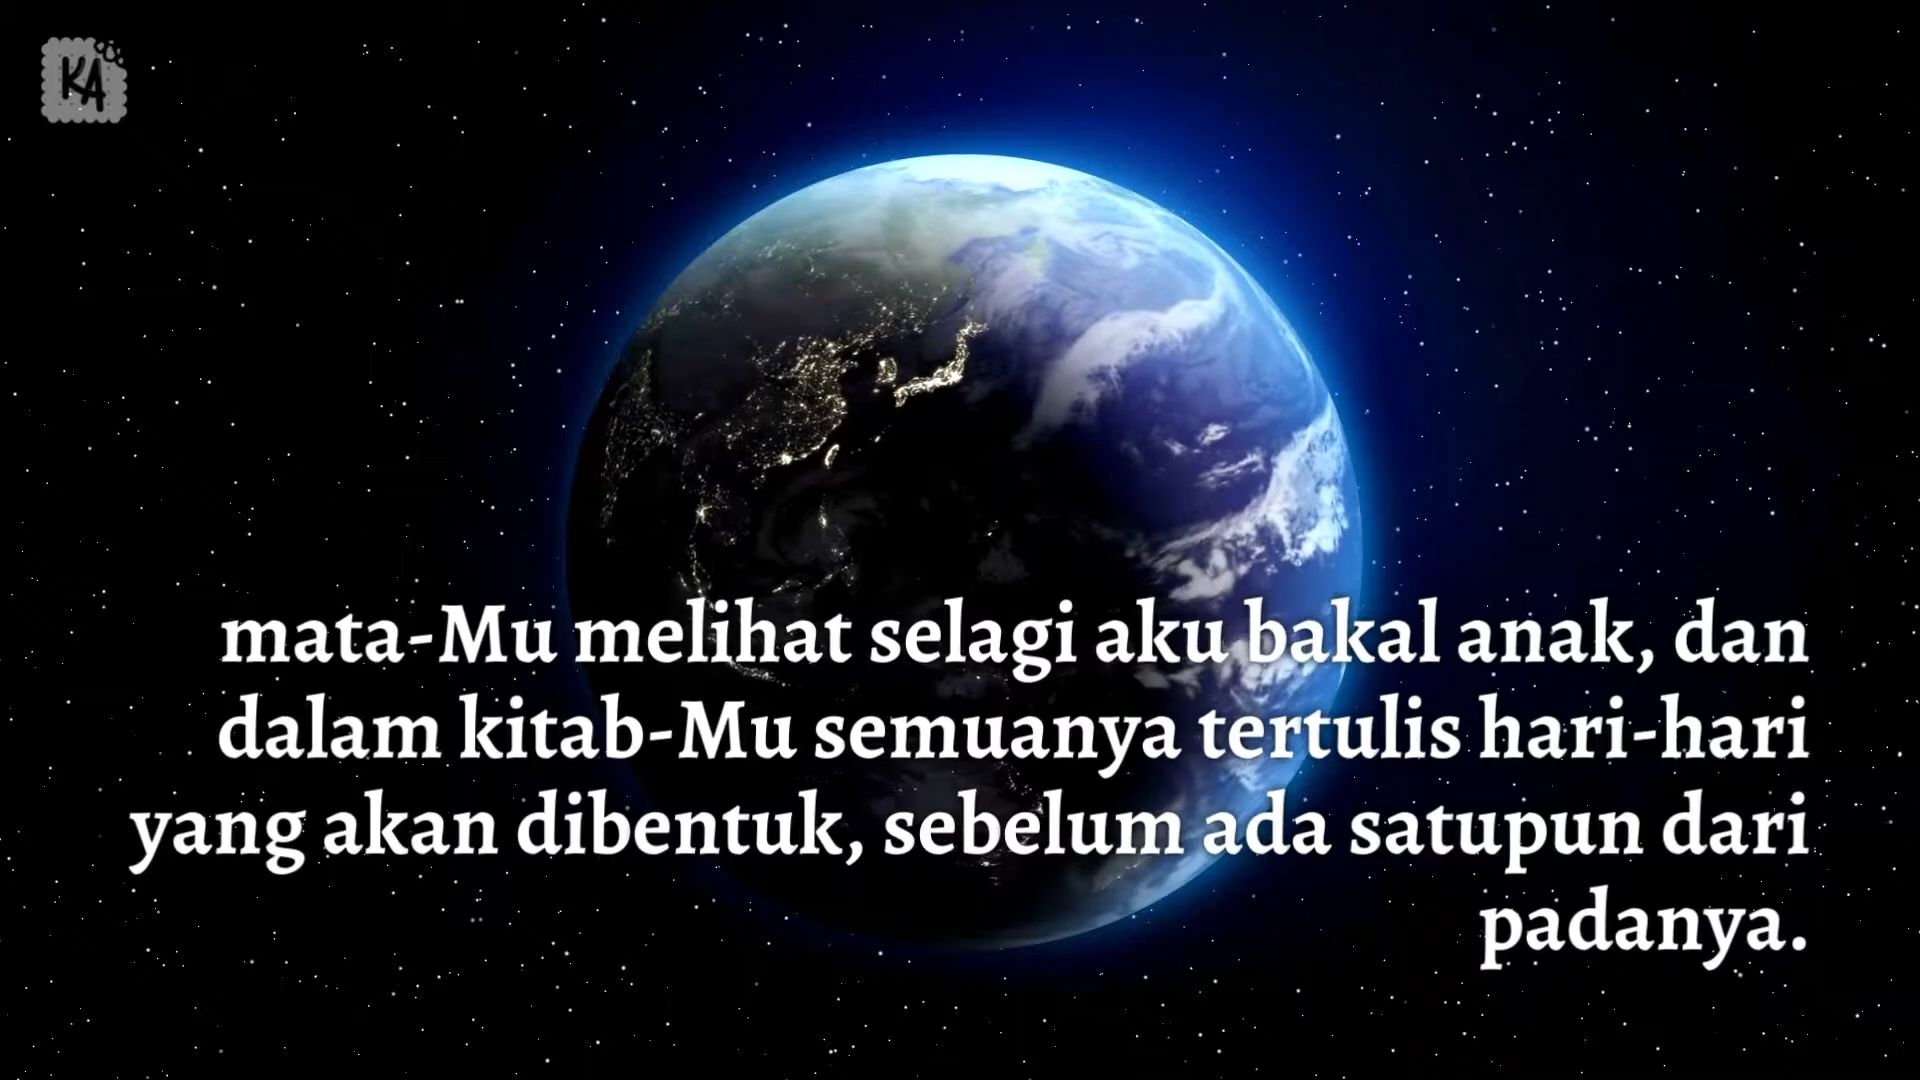 KA
mata-Mu melihat selagi aku bakal anak, dan
dalam kitab-Mu semuanya tertulis hari-hari
yang akan dibentuk, sebelum ada satupun dari
padanya.